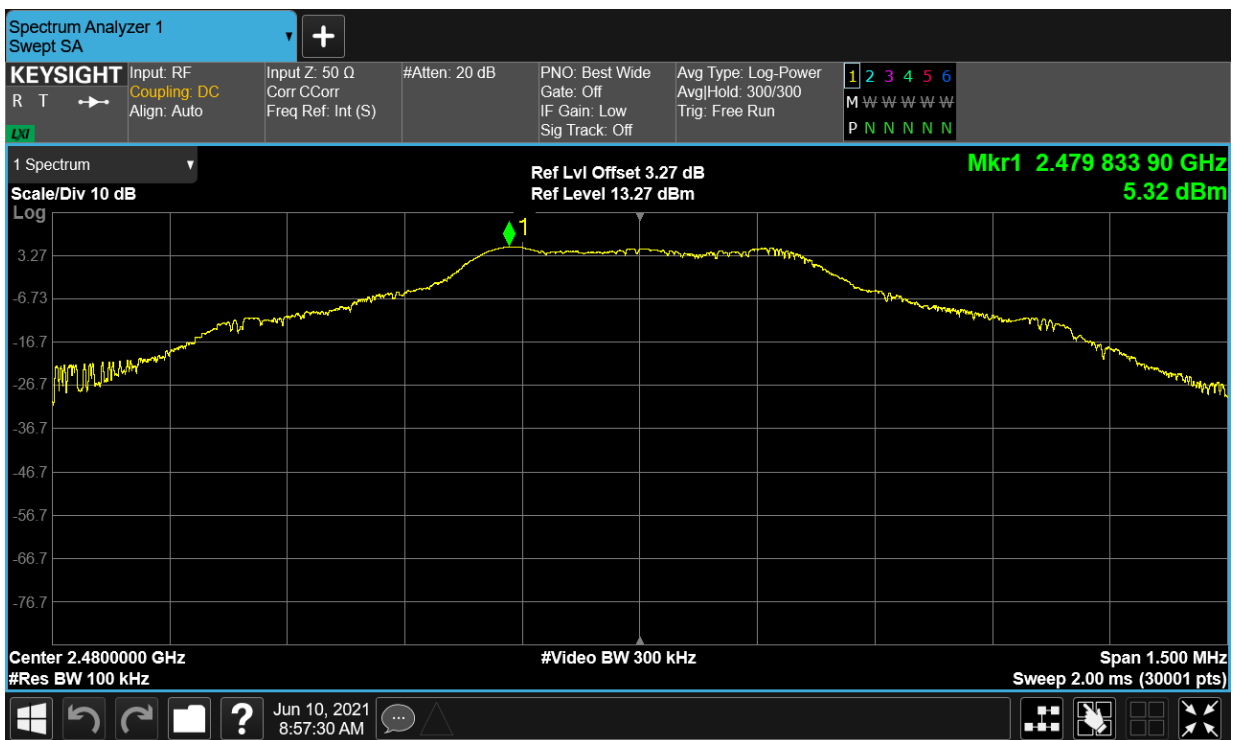 Spectrum Analyzer 1
Swept SA
+
KEYSIGHT
R T
LXI
Input: RF
Coupling: DC
Align: Auto
Input Z: 50 Ω
Corr CCorr
Freq Ref: Int (S)
#Atten: 20 dB
PNO: Best Wide
Gate: Off
IF Gain: Low
Sig Track: Off
Avg Type: Log-Power
Avg|Hold: 300/300
Trig: Free Run
1 2 3 4 5 6
M W W W W W
P N N N N N
1 Spectrum
Scale/Div 10 dB
Ref Lvl Offset 3.27 dB
Ref Level 13.27 dBm
Mkr1 2.479 833 90 GHz
5.32 dBm
Log
1
3.27
-6.73
-16.7
-26.7
-36.7
-46.7
-56.7
-66.7
-76.7
Center 2.4800000 GHz
#Video BW 300 kHz
Span 1.500 MHz
#Res BW 100 kHz
Sweep 2.00 ms (30001 pts)
?
Jun 10, 2021
8:57:30 AM